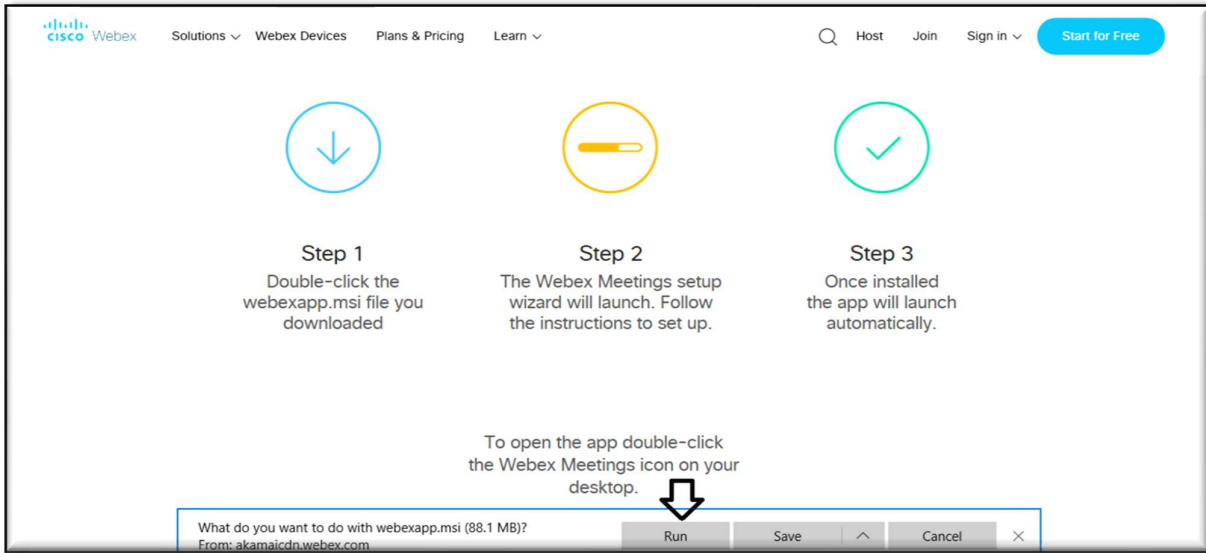 CISCO Webex Solutions Webex Devices Plans & Pricing Learn Host Join Sign in Start for Free
Step 1
Double-click the
webexapp.msi file you
downloaded
Step 2
The Webex Meetings setup
wizard will launch. Follow
the instructions to set up.
Step 3
Once installed
the app will launch
automatically.
To open the app double-click
the Webex Meetings icon on your
desktop.
What do you want to do with webexapp.msi (88.1 MB)?
From: akamaicdn.webex.com
Run Save Cancel